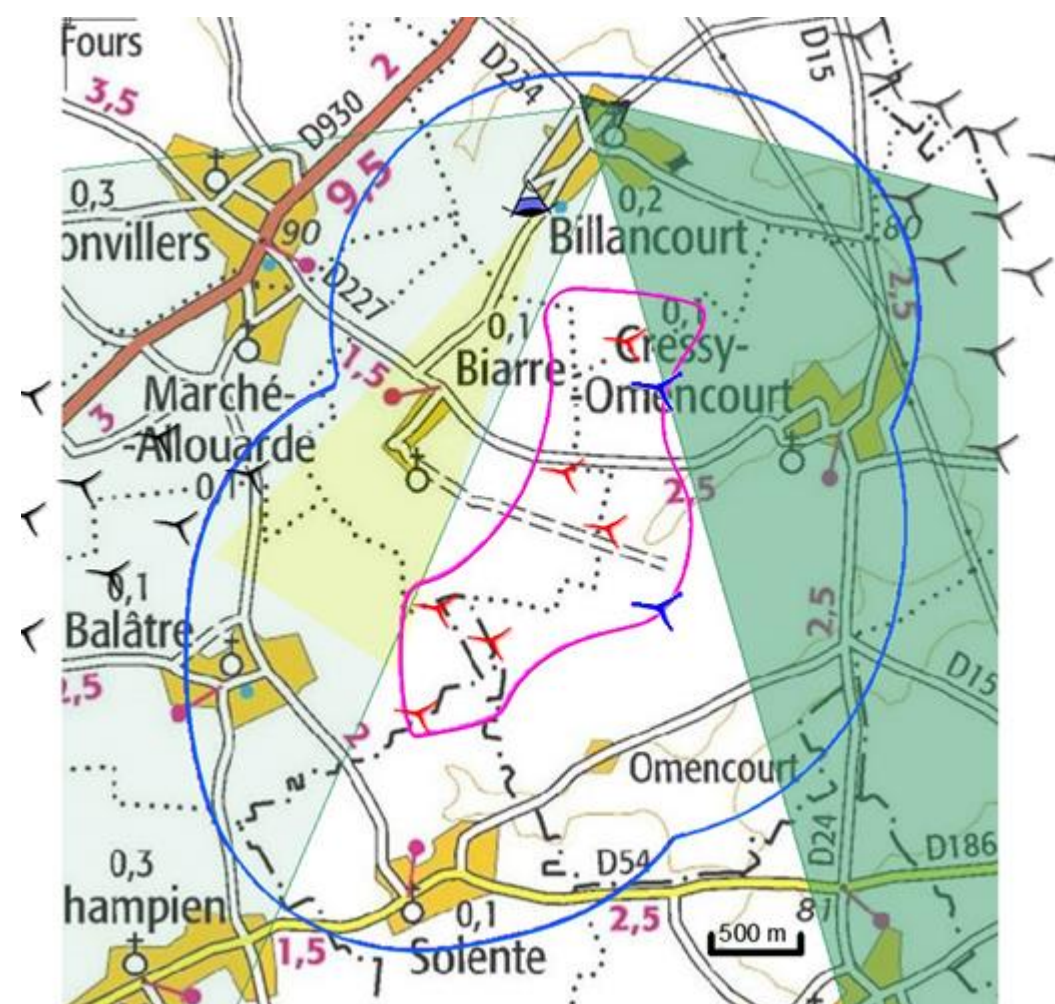 Fours
D234
D15
3,5
2
D930
9,5
0,3
onvillers
90
0,2
Billancourt
80
D227
2,5
0,1
0,1
Cressy-
1,5
Biarre
-Omencourt
Marché-
3
-Allouarde
0,1
2,5
0,1
Balâtre
2,5
2,5
D15
2
Omencourt
D24
0,3
D54
D186
hampien
0,1
2,5
81
500 m
1,5
Solente